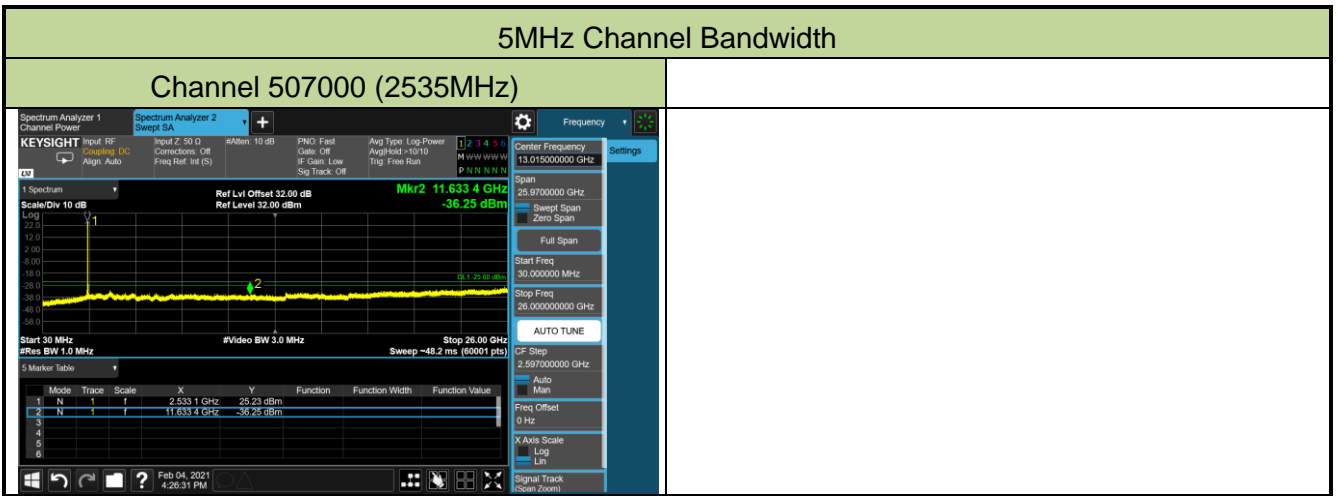 5MHz Channel Bandwidth
Channel 507000 (2535MHz)
Spectrum Analyzer 1
Channel Power
Spectrum Analyzer 2
Swept SA
+
Frequency
KEYSIGHT
Input: RF
Coupling: DC
Align: Auto
Input Z: 50 Ω
Corrections: Off
Freq Ref: Int (S)
#Atten: 10 dB
PNO: Fast
Gate: Off
IF Gain: Low
Sig Track: Off
Avg Type: Log-Power
Avg|Hold:>10/10
Trig: Free Run
1 2 3 4 5 6
M W W W W W
P N N N N N
LXI
1 Spectrum
Scale/Div 10 dB
Ref Lvl Offset 32.00 dB
Ref Level 32.00 dBm
Mkr2 11.633 4 GHz
-36.25 dBm
Log
22.0
12.0
2.00
-8.00
-18.0
-28.0
-38.0
-48.0
-58.0
1
2
DL1 -25.00 dBm
Start 30 MHz
#Res BW 1.0 MHz
#Video BW 3.0 MHz
Stop 26.00 GHz
Sweep ~48.2 ms (60001 pts)
5 Marker Table
Mode Trace Scale X Y Function Function Width Function Value
1 N 1 f 2.533 1 GHz 25.23 dBm
2 N 1 f 11.633 4 GHz -36.25 dBm
3
4
5
6
Center Frequency
13.015000000 GHz
Settings
Span
25.9700000 GHz
Swept Span
Zero Span
Full Span
Start Freq
30.000000 MHz
Stop Freq
26.000000000 GHz
AUTO TUNE
CF Step
2.597000000 GHz
Auto
Man
Freq Offset
0 Hz
X Axis Scale
Log
Lin
Signal Track
(Span Zoom)
?
Feb 04, 2021
4:26:31 PM